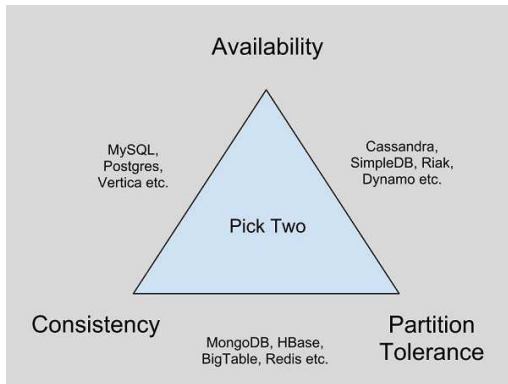 Availability
MySQL,
Postgres,
Vertica etc.
Cassandra,
SimpleDB, Riak,
Dynamo etc.
Pick Two
Consistency
MongoDB, HBase,
BigTable, Redis etc.
Partition
Tolerance